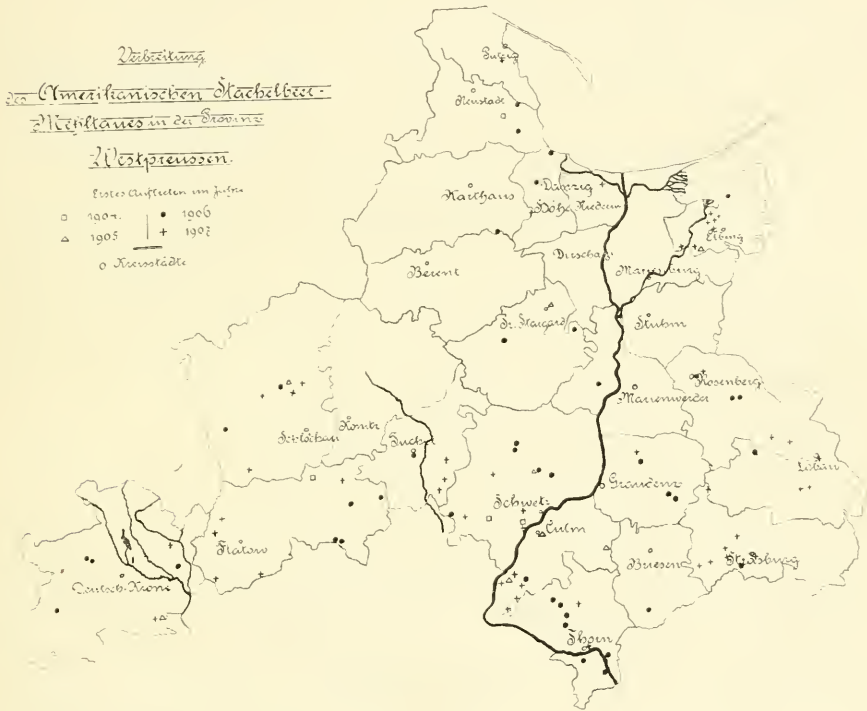 Verbreitung
des Amerikanischen Stachelbeer-
Mehltaues in der Provinz
Westpreussen.
Erstes Auftreten im Jahre
1904. 1906
1905 1907
Kreisstädte
Putzig
Neustadt
Karthaus
Danzig
Höhe Niederung
Elbing
Dirschau
Marienburg
Berent
Pr. Stargard
Stuhm
Rosenberg
Marienwerder
Konitz
Schlochau
Tuchel
Löbau
Graudenz
Schwetz
Culm
Flatow
Briesen
Strasburg
Deutsch-Krone
Thorn